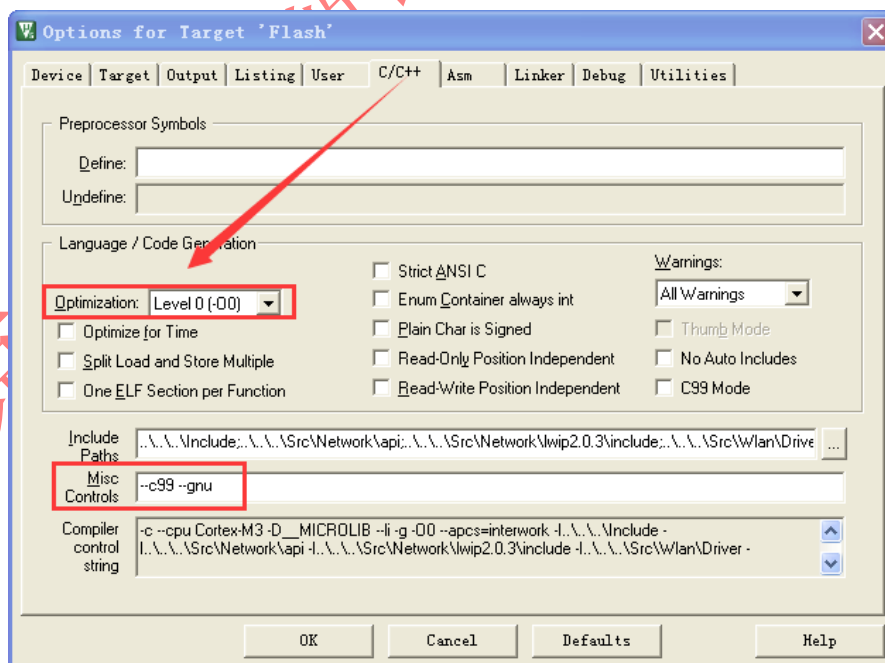 Options for Target 'Flash'
Device Target Output Listing User C/C++ Asm Linker Debug Utilities
Preprocessor Symbols
Define:
Undefine:
Language / Code Generation
Optimization: Level 0 (-O0)
Optimize for Time
Split Load and Store Multiple
One ELF Section per Function
Strict ANSI C
Enum Container always int
Plain Char is Signed
Read-Only Position Independent
Read-Write Position Independent
Warnings:
All Warnings
Thumb Mode
No Auto Includes
C99 Mode
Include Paths
..\..\..\Include;..\..\..\Src\Network\api;..\..\..\Src\Network\lwip2.0.3\include;..\..\..\Src\Wlan\Drive
...
Misc Controls
--c99 --gnu
Compiler control string
-c --cpu Cortex-M3 -D__MICROLIB --li -g -O0 --apcs=interwork -I..\..\..\Include -
I..\..\..\Src\Network\api -I..\..\..\Src\Network\lwip2.0.3\include -I..\..\..\Src\Wlan\Driver -
OK Cancel Defaults Help